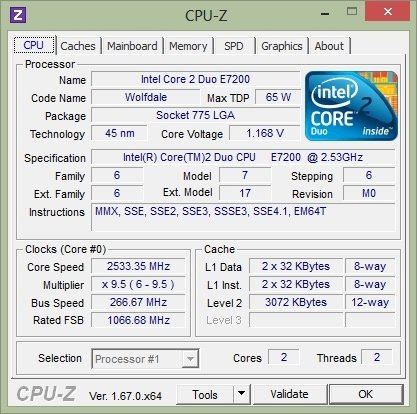 Z CPU-Z
CPU Caches Mainboard Memory SPD Graphics About
Processor
Name Intel Core 2 Duo E7200
Code Name Wolfdale Max TDP 65 W
Package Socket 775 LGA
Technology 45 nm Core Voltage 1.168 V
intel CORE 2 Duo inside™
Specification Intel(R) Core(TM)2 Duo CPU E7200 @ 2.53GHz
Family 6 Model 7 Stepping 6
Ext. Family 6 Ext. Model 17 Revision M0
Instructions MMX, SSE, SSE2, SSE3, SSSE3, SSE4.1, EM64T
Clocks (Core #0)
Core Speed 2533.35 MHz
Multiplier x 9.5 ( 6 - 9.5 )
Bus Speed 266.67 MHz
Rated FSB 1066.68 MHz
Cache
L1 Data 2 x 32 KBytes 8-way
L1 Inst. 2 x 32 KBytes 8-way
Level 2 3072 KBytes 12-way
Level 3
Selection Processor #1 Cores 2 Threads 2
CPU-Z Ver. 1.67.0.x64 Tools Validate OK